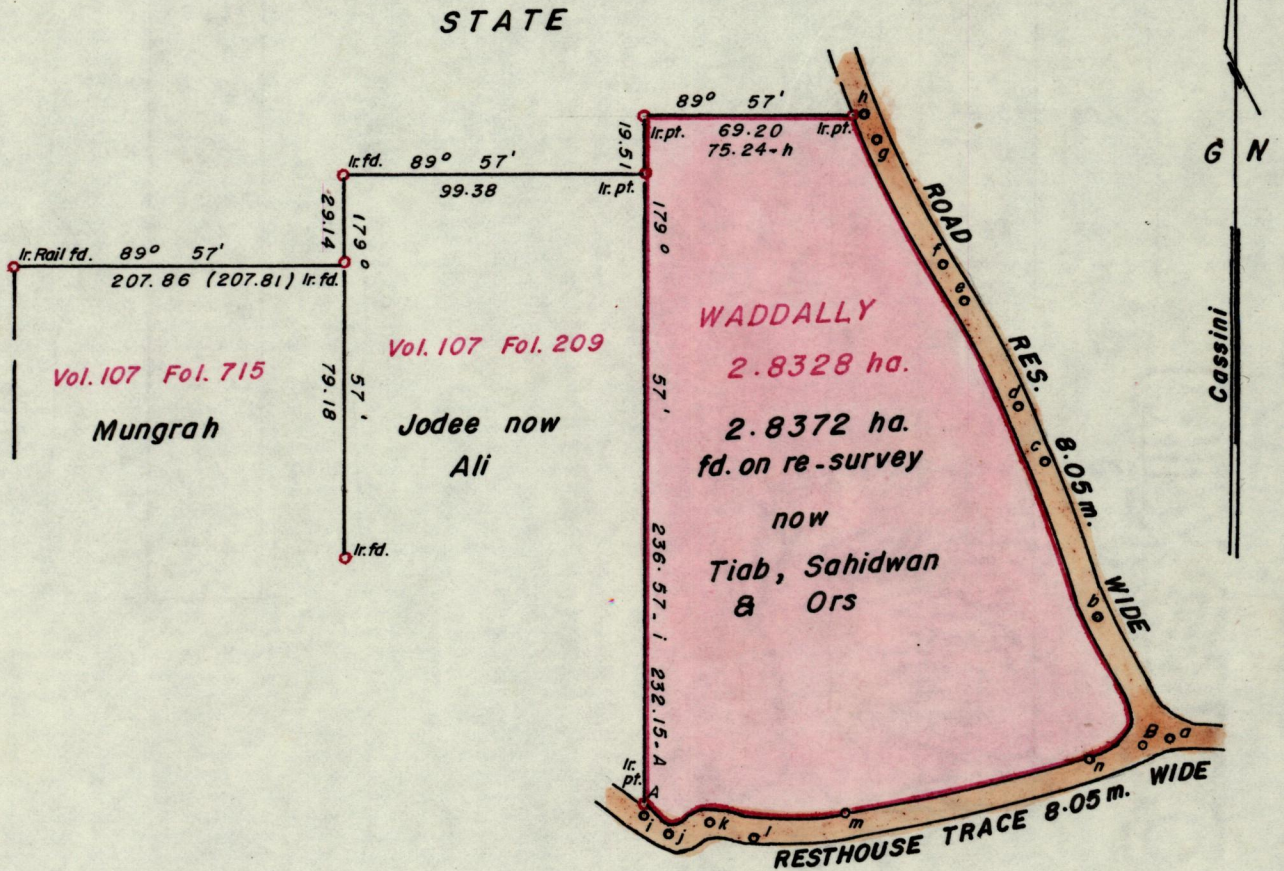 STATE
89° 57'
Ir.pt. 69.20 Ir.pt.
75.24-h
h
g
G N
19.51
Ir.fd. 89° 57'
99.38 Ir.pt.
29.14
179°
57'
79.18
Ir.Rail fd. 89° 57'
207.86 (207.81) Ir.fd.
Ir.fd.
179°
57'
236.57-i 232.15-A
ROAD RES. 8.05m. WIDE
f
e
d
c
b
Cassini
WADDALLY
2.8328 ha.
2.8372 ha.
fd. on re-survey
now
Tiab, Sahidwan
& Ors
Vol. 107 Fol. 209
Jodee now
Ali
Vol. 107 Fol. 715
Mungrah
Ir.
pt.
A
i
j
k
l
m
n
B
a
RESTHOUSE TRACE 8.05m. WIDE